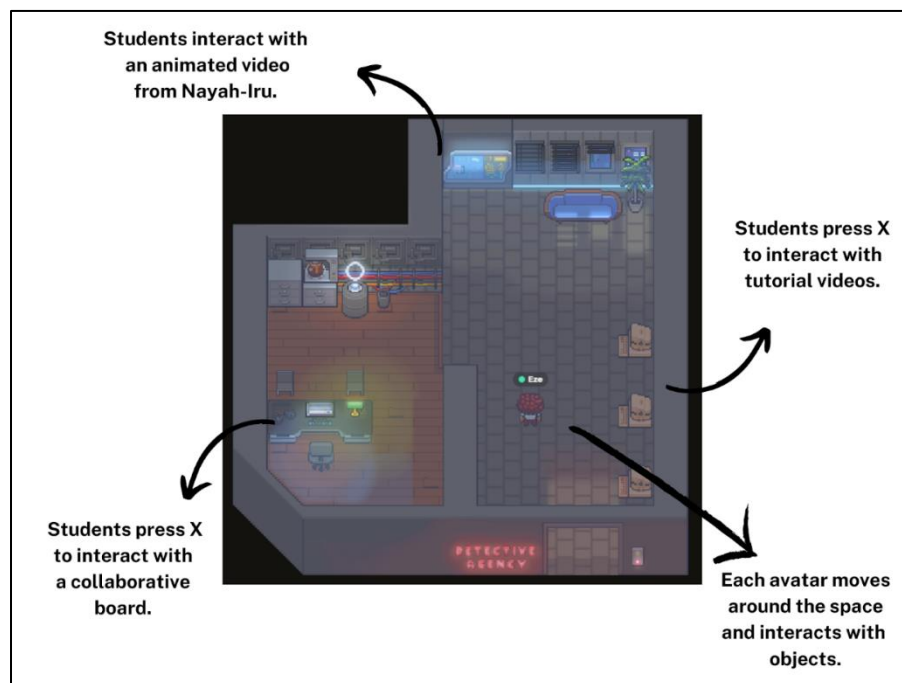 Students interact with
an animated video
from Nayah-Iru.
Students press X
to interact with
tutorial videos.
Eze
Students press X
to interact with
a collaborative
board.
DETECTIVE
AGENCY
Each avatar moves
around the space
and interacts with
objects.